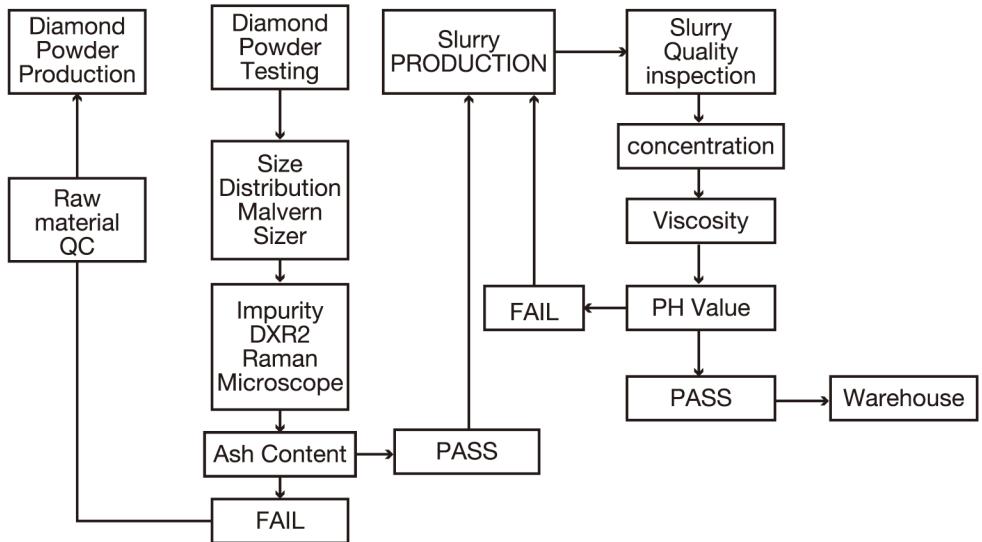 Diamond
Powder
Production
Raw
material
QC
Diamond
Powder
Testing
Size
Distribution
Malvern
Sizer
Impurity
DXR2
Raman
Microscope
Ash Content
FAIL
PASS
Slurry
PRODUCTION
FAIL
Slurry
Quality
inspection
concentration
Viscosity
PH Value
PASS
Warehouse